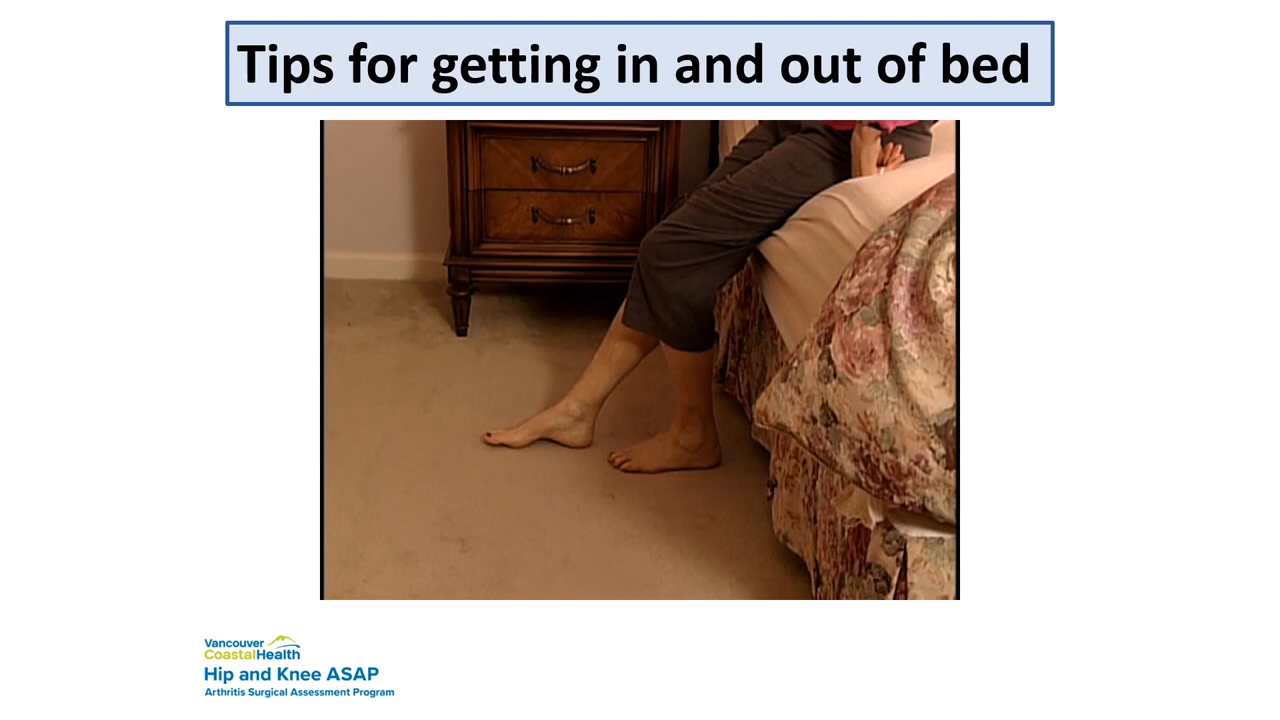 Tips for getting in and out of bed
Vancouver
CoastalHealth
Hip and Knee ASAP
Arthritis Surgical Assessment Program